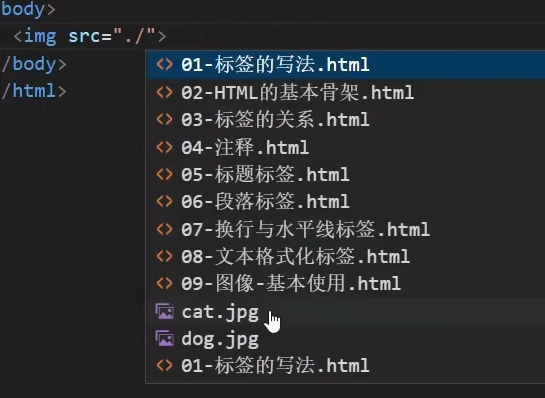 body>
<img src="./">
/body>
/html>
01-标签的写法.html
02-HTML的基本骨架.html
03-标签的关系.html
04-注释.html
05-标题标签.html
06-段落标签.html
07-换行与水平线标签.html
08-文本格式化标签.html
09-图像-基本使用.html
cat.jpg
dog.jpg
01-标签的写法.html